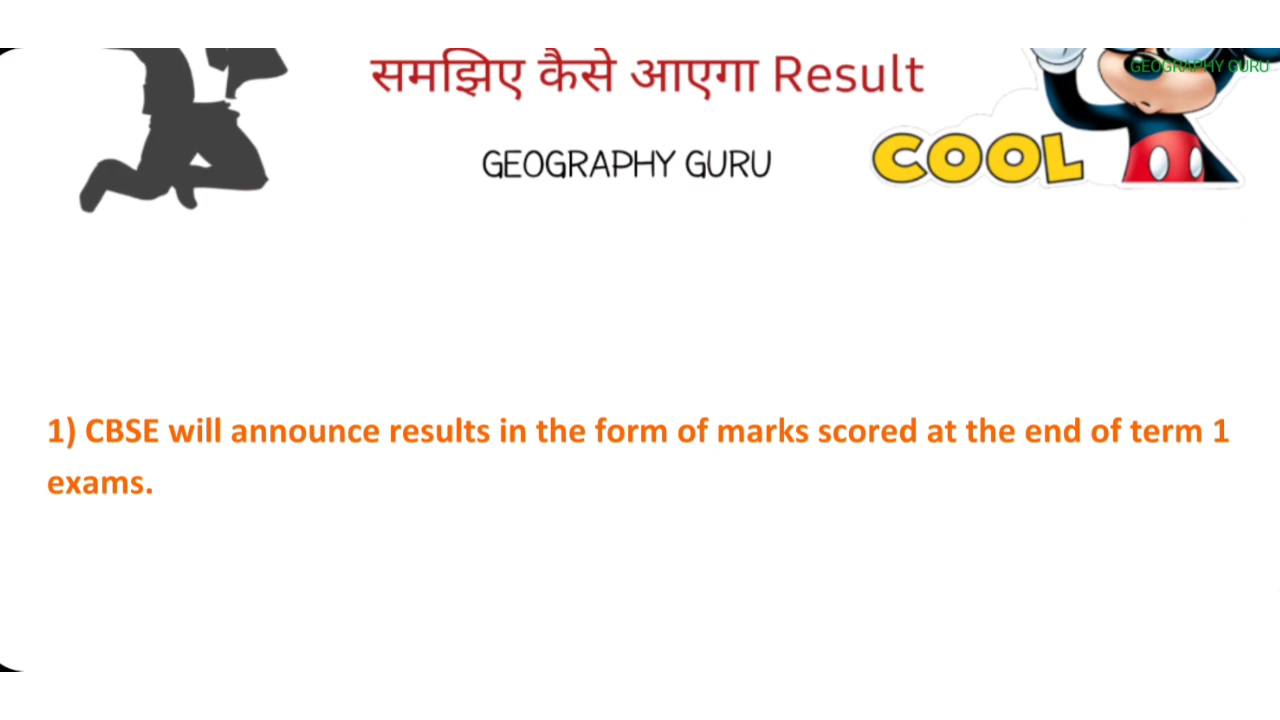 समझिए कैसे आएगा Result
GEOGRAPHY GURU
GEOGRAPHY GURU
COOL
1) CBSE will announce results in the form of marks scored at the end of term 1
exams.